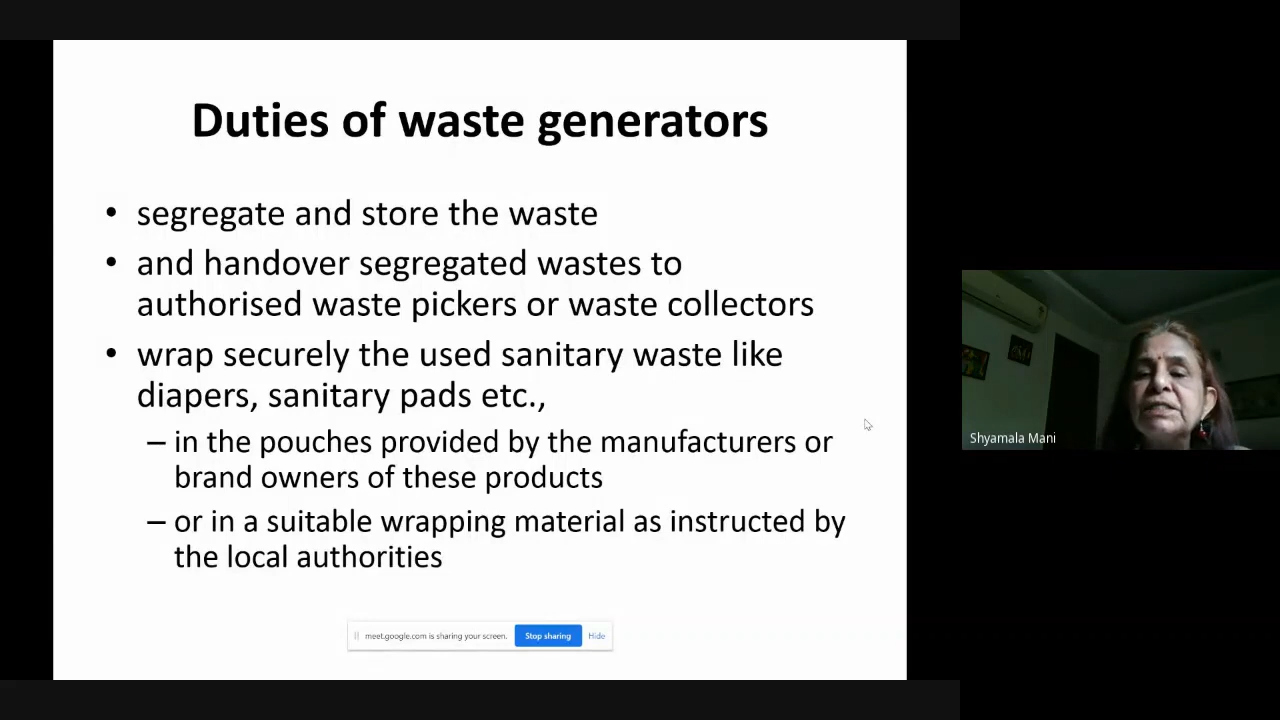 Duties of waste generators
• segregate and store the waste
• and handover segregated wastes to
authorised waste pickers or waste collectors
• wrap securely the used sanitary waste like
diapers, sanitary pads etc.,
– in the pouches provided by the manufacturers or
brand owners of these products
– or in a suitable wrapping material as instructed by
the local authorities
meet.google.com is sharing your screen. Stop sharing Hide
Shyamala Mani